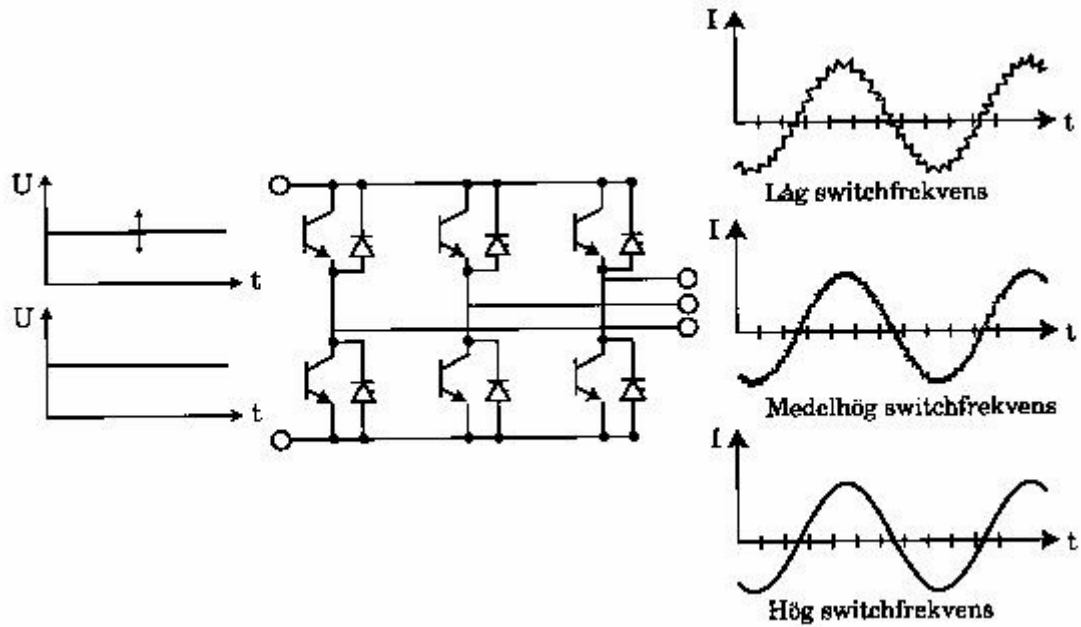 U
t
U
t
I
t
Låg switchfrekvens
I
t
Medelhög switchfrekvens
I
t
Hög switchfrekvens